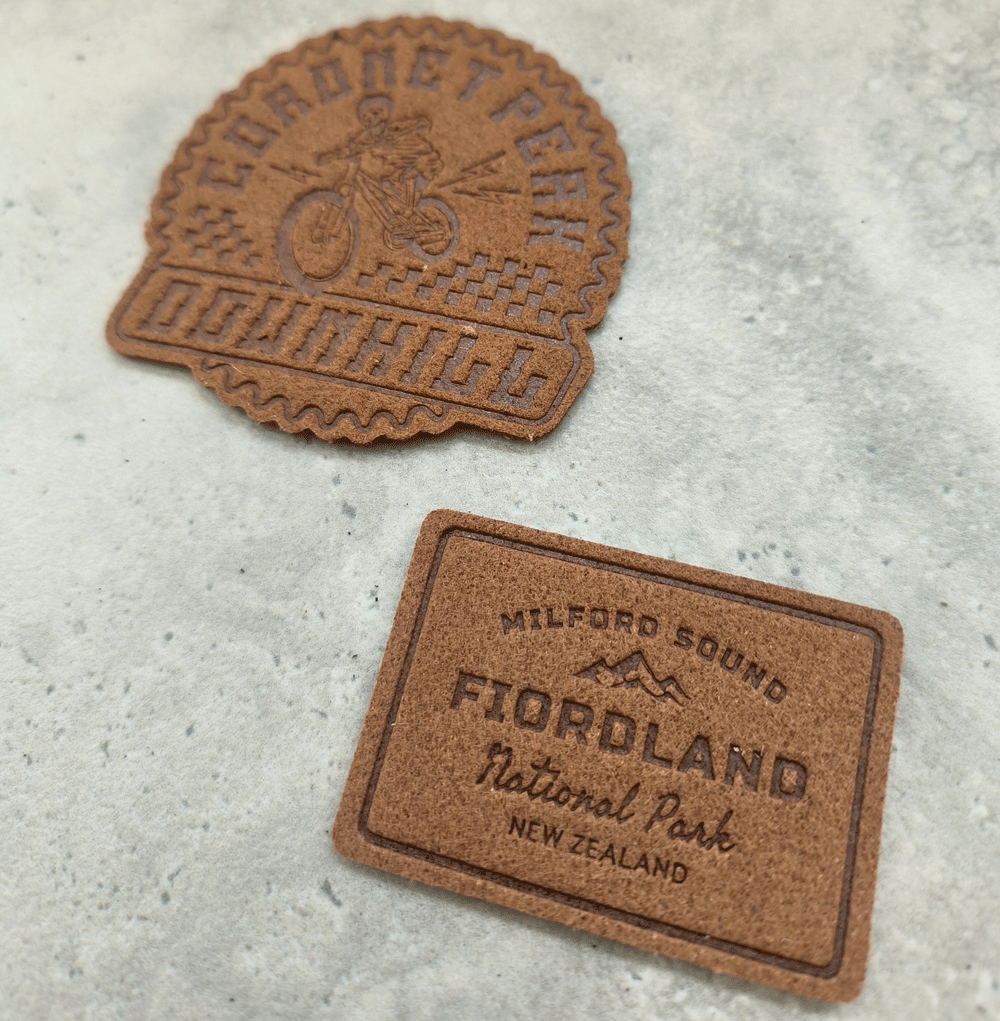 CORONET PEAK
DOWNHILL
MILFORD SOUND
FIORDLAND
National Park
NEW ZEALAND